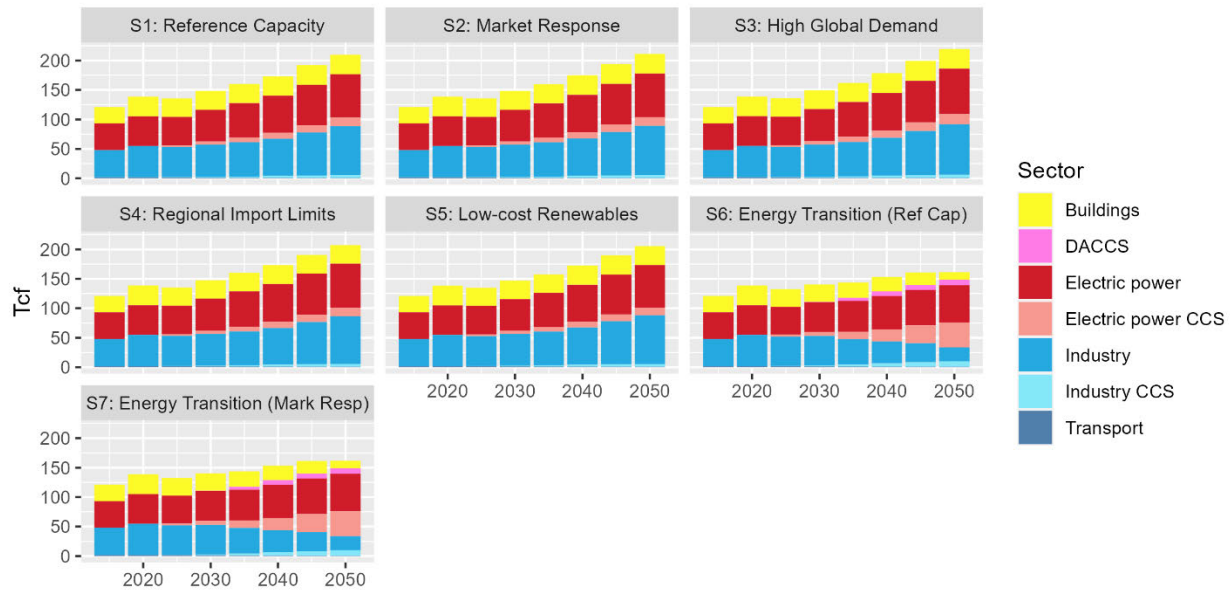 S1: Reference Capacity
S2: Market Response
S3: High Global Demand
200
150
100
50
0
S4: Regional Import Limits
S5: Low-cost Renewables
S6: Energy Transition (Ref Cap)
Tcf
200
150
100
50
0
2020
2030
2040
2050
2020
2030
2040
2050
S7: Energy Transition (Mark Resp)
200
150
100
50
0
2020
2030
2040
2050
Sector
Buildings
DACCS
Electric power
Electric power CCS
Industry
Industry CCS
Transport